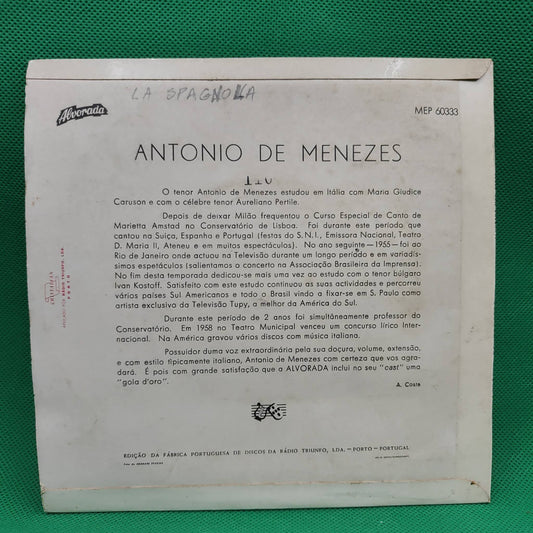 LA SPAGNOLA
Alvorada
MEP 60333
ANTONIO DE MENEZES
O tenor Antonio de Menezes estudou em Itália com Maria Giudice
Caruson e com o célebre tenor Aureliano Pertile.
Depois de deixar Milão frequentou o Curso Especial de Canto de
Marietta Amstad no Conservatório de Lisboa. Foi durante este período que
cantou na Suíça, Espanha e Portugal (festas do S. N. I., Emissora Nacional, Teatro
D. Maria II, Ateneu e em muitos espectáculos). No ano seguinte — 1955 — foi ao
Rio de Janeiro onde actuou na Televisão durante um longo período e em variadís-
simos espetáculos (salientamos a concerto na Associação Brasileira da Imprensa).
No fim desta temporada dedicou-se mais uma vez ao estudo com o tenor búlgaro
Ivan Kastoff. Satisfeito com este estudo continuou as suas actividades e percorreu
vários países Sul Americanos e todo o Brasil vindo a fixar-se em S. Paulo como
artista exclusivo da Televisão Tupy, a melhor da América do Sul.
Durante este período de 2 anos foi simultâneamente professor do
Conservatório. Em 1958 no Teatro Municipal venceu um concurso lírico Inter-
nacional. Na América gravou vários discos com música italiana.
Possuidor duma voz extraordinária pela sua doçura, volume, extensão,
e com estilo tìpicamente italiano, Antonio de Menezes com certeza que vos agra-
dará. É pois com grande satisfação que a ALVORADA inclui no seu "cast" uma
"gola d'oro".
A. Costa
EDIÇÃO DA FÁBRICA PORTUGUESA DE DISCOS DA RÁDIO TRIUNFO, LDA. — PORTO — PORTUGAL